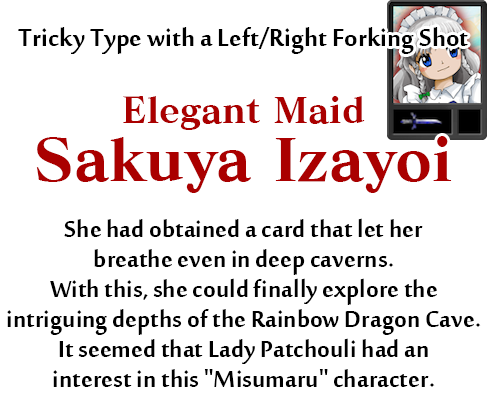 Tricky Type with a Left/Right Forking Shot
Elegant Maid
Sakuya Izayoi
She had obtained a card that let her
breathe even in deep caverns.
With this, she could finally explore the
intriguing depths of the Rainbow Dragon Cave.
It seemed that Lady Patchouli had an
interest in this "Misumaru" character.